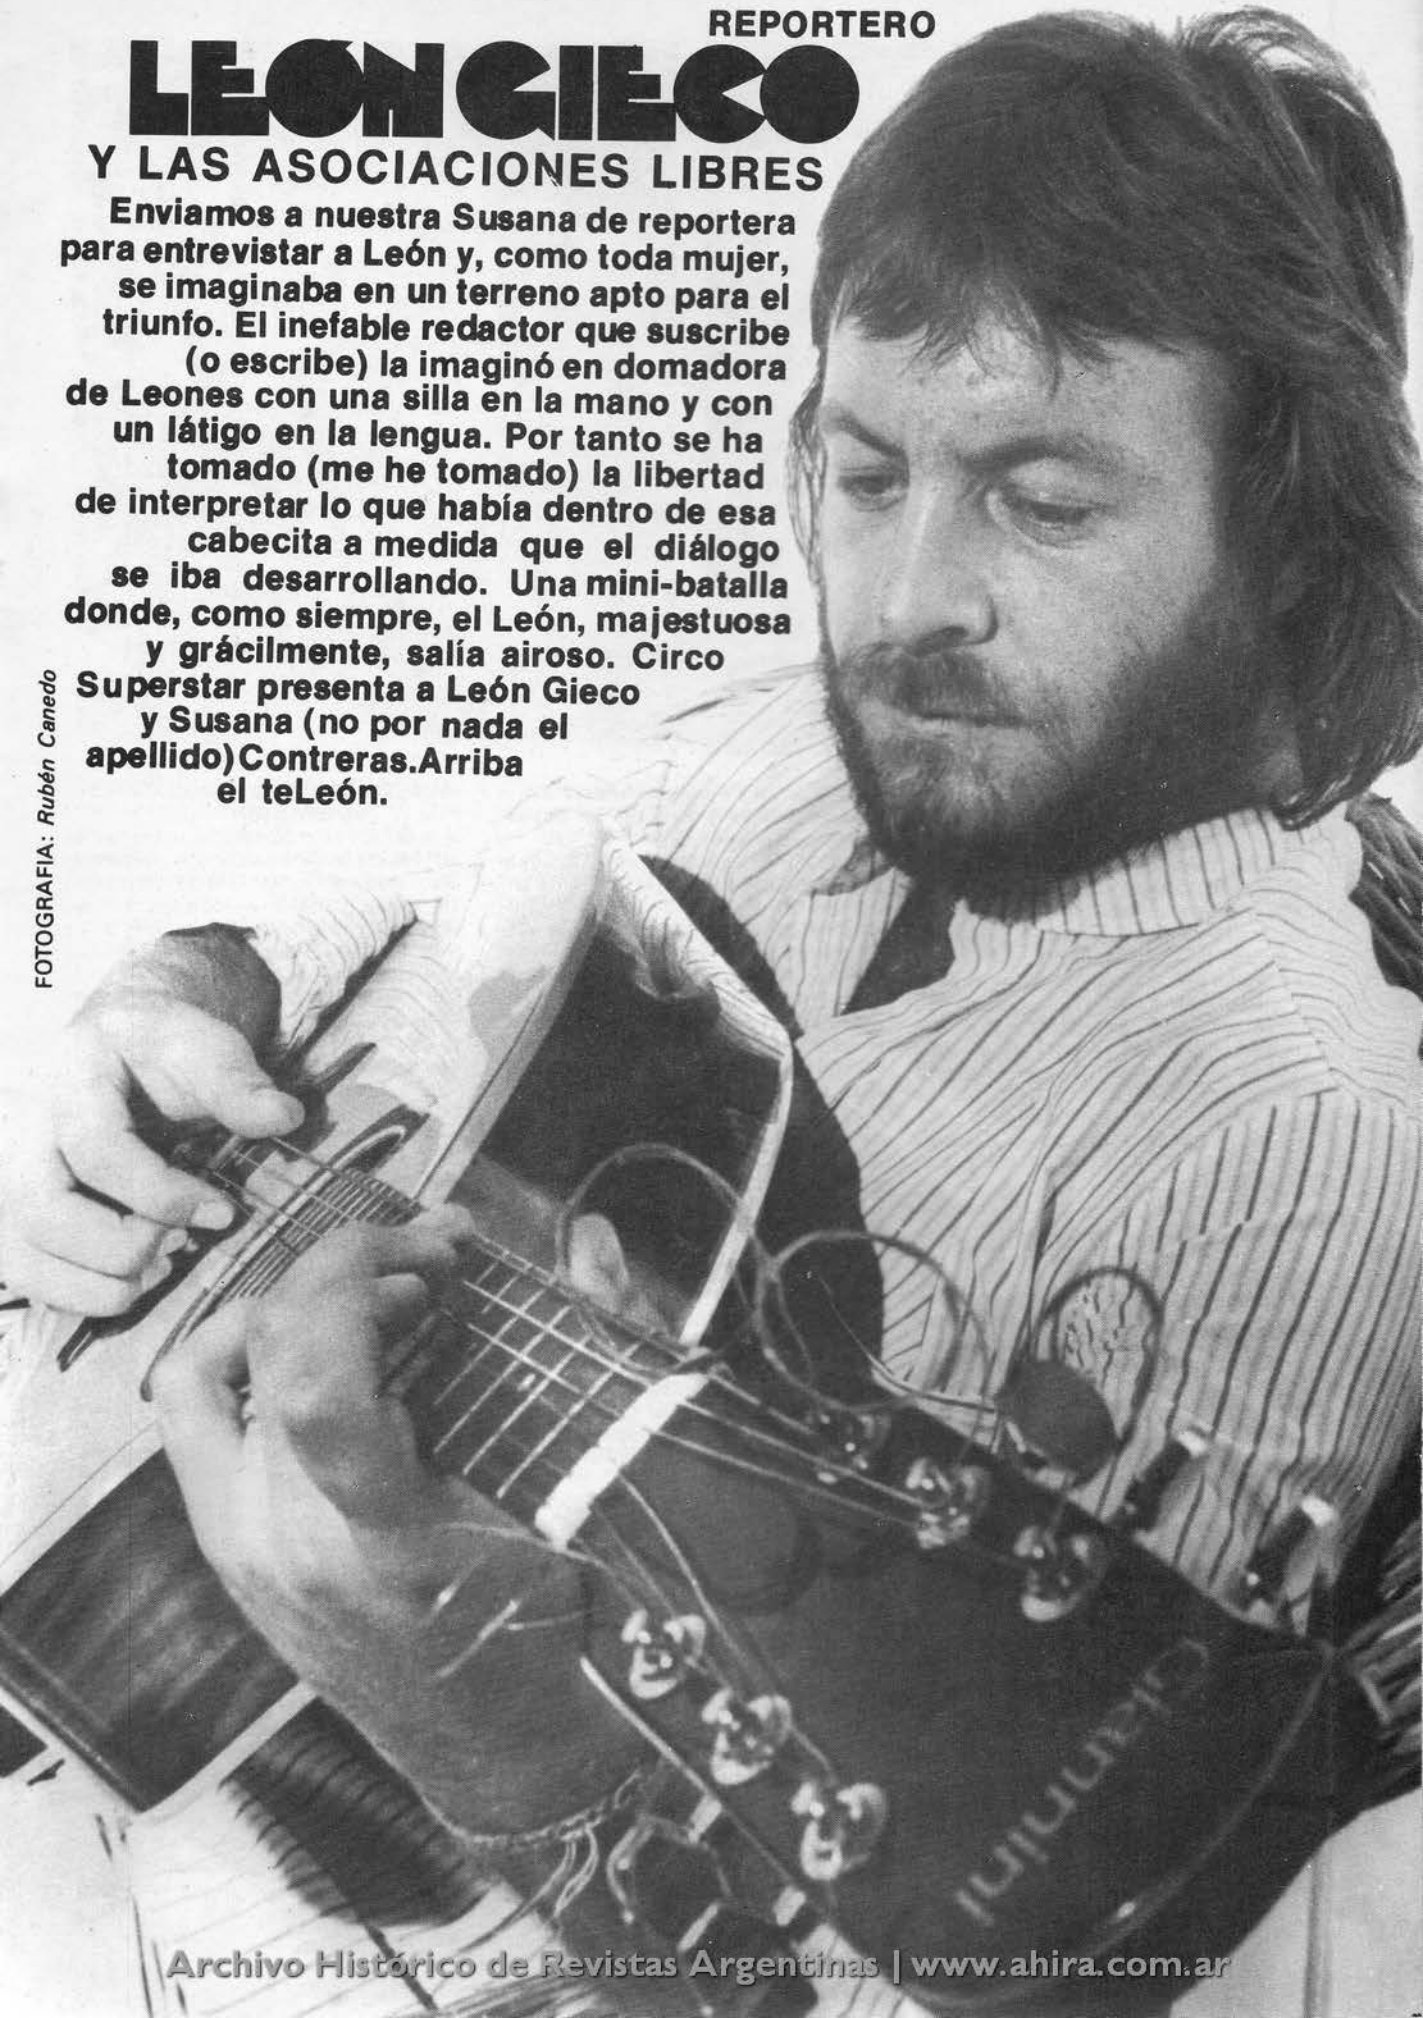 REPORTERO
LEÓN GIECO
Y LAS ASOCIACIONES LIBRES
Enviamos a nuestra Susana de reportera
para entrevistar a León y, como toda mujer,
se imaginaba en un terreno apto para el
triunfo. El inefable redactor que suscribe
(o escribe) la imaginó en domadora
de Leones con una silla en la mano y con
un látigo en la lengua. Por tanto se ha
tomado (me he tomado) la libertad
de interpretar lo que había dentro de esa
cabecita a medida que el diálogo
se iba desarrollando. Una mini-batalla
donde, como siempre, el León, majestuosa
y grácilmente, salía airoso. Circo
Superstar presenta a León Gieco
y Susana (no por nada el
apellido)Contreras.Arriba
el teLeón.
FOTOGRAFIA: Rubén Canedo
Giannini
Archivo Histórico de Revistas Argentinas | www.ahira.com.ar